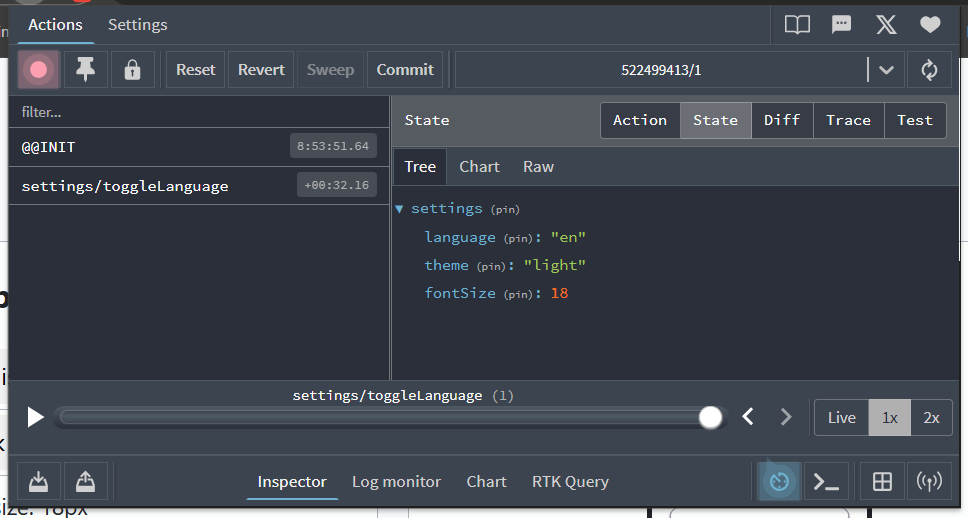 Actions Settings
Reset Revert Sweep Commit 522499413/1
filter...
State Action State Diff Trace Test
@@INIT 8:53:51.64
settings/toggleLanguage +00:32.16
Tree Chart Raw
settings (pin)
language (pin): "en"
theme (pin): "light"
fontSize (pin): 18
settings/toggleLanguage (1)
Live 1x 2x
Inspector Log monitor Chart RTK Query
size: 18px